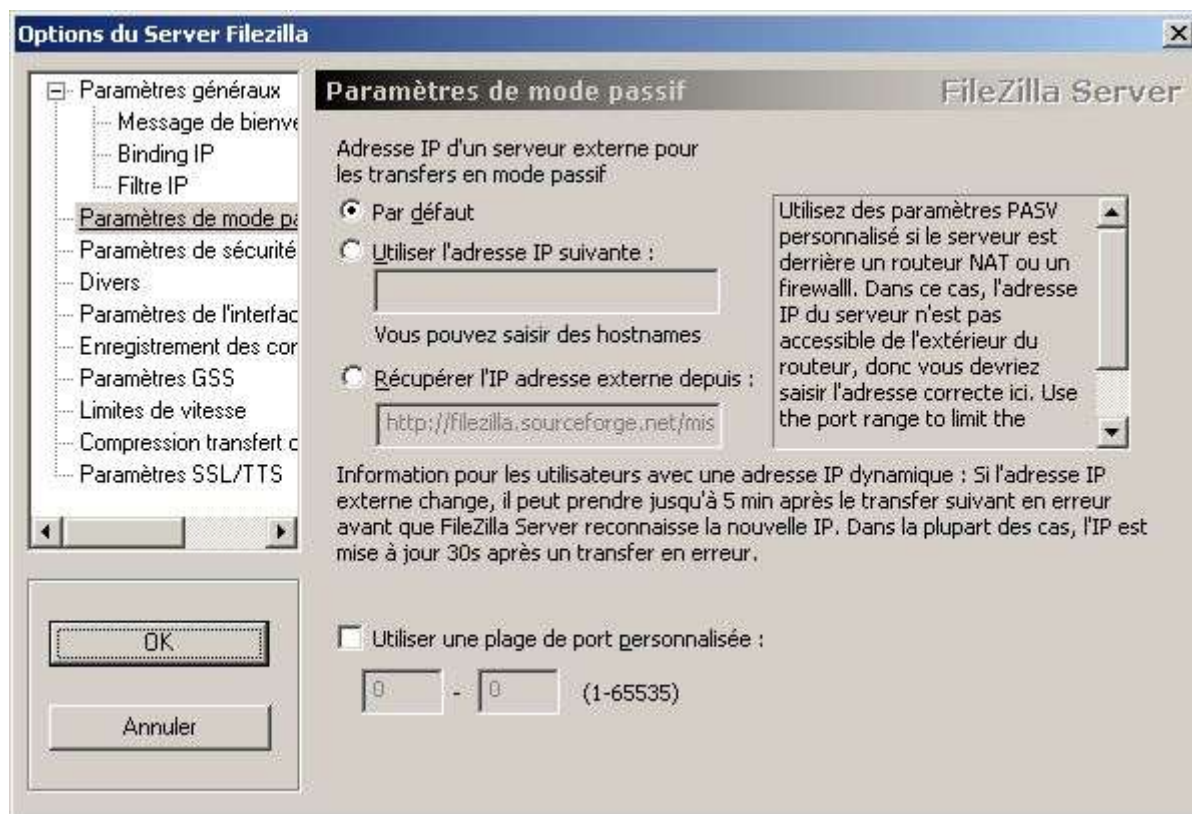 Options du Server Filezilla
Paramètres généraux
Message de bienve
Binding IP
Filtre IP
Paramètres de mode pa
Paramètres de sécurité
Divers
Paramètres de l'interfac
Enregistrement des cor
Paramètres GSS
Limites de vitesse
Compression transfert c
Paramètres SSL/TTS
OK
Annuler
Paramètres de mode passif
FileZilla Server
Adresse IP d'un serveur externe pour
les transfers en mode passif
Par défaut
Utiliser l'adresse IP suivante :
Vous pouvez saisir des hostnames
Récupérer l'IP adresse externe depuis :
http://filezilla.sourceforge.net/mis
Utilisez des paramètres PASV
personnalisé si le serveur est
derrière un routeur NAT ou un
firewalll. Dans ce cas, l'adresse
IP du serveur n'est pas
accessible de l'extérieur du
routeur, donc vous devriez
saisir l'adresse correcte ici. Use
the port range to limit the
Information pour les utilisateurs avec une adresse IP dynamique : Si l'adresse IP
externe change, il peut prendre jusqu'à 5 min après le transfer suivant en erreur
avant que FileZilla Server reconnaisse la nouvelle IP. Dans la plupart des cas, l'IP est
mise à jour 30s après un transfer en erreur.
Utiliser une plage de port personnalisée :
0 - 0 (1-65535)